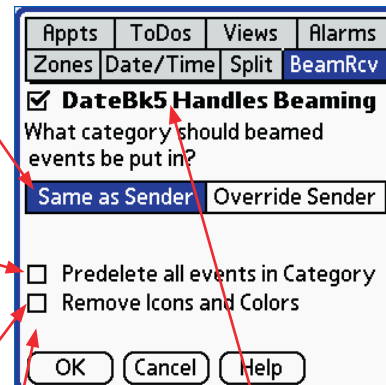 Appts ToDos Views Alarms
Zones Date/Time Split BeamRcv
DateBk5 Handles Beaming
What category should beamed
events be put in?
Same as Sender Override Sender
Predelete all events in Category
Remove Icons and Colors
OK Cancel Help